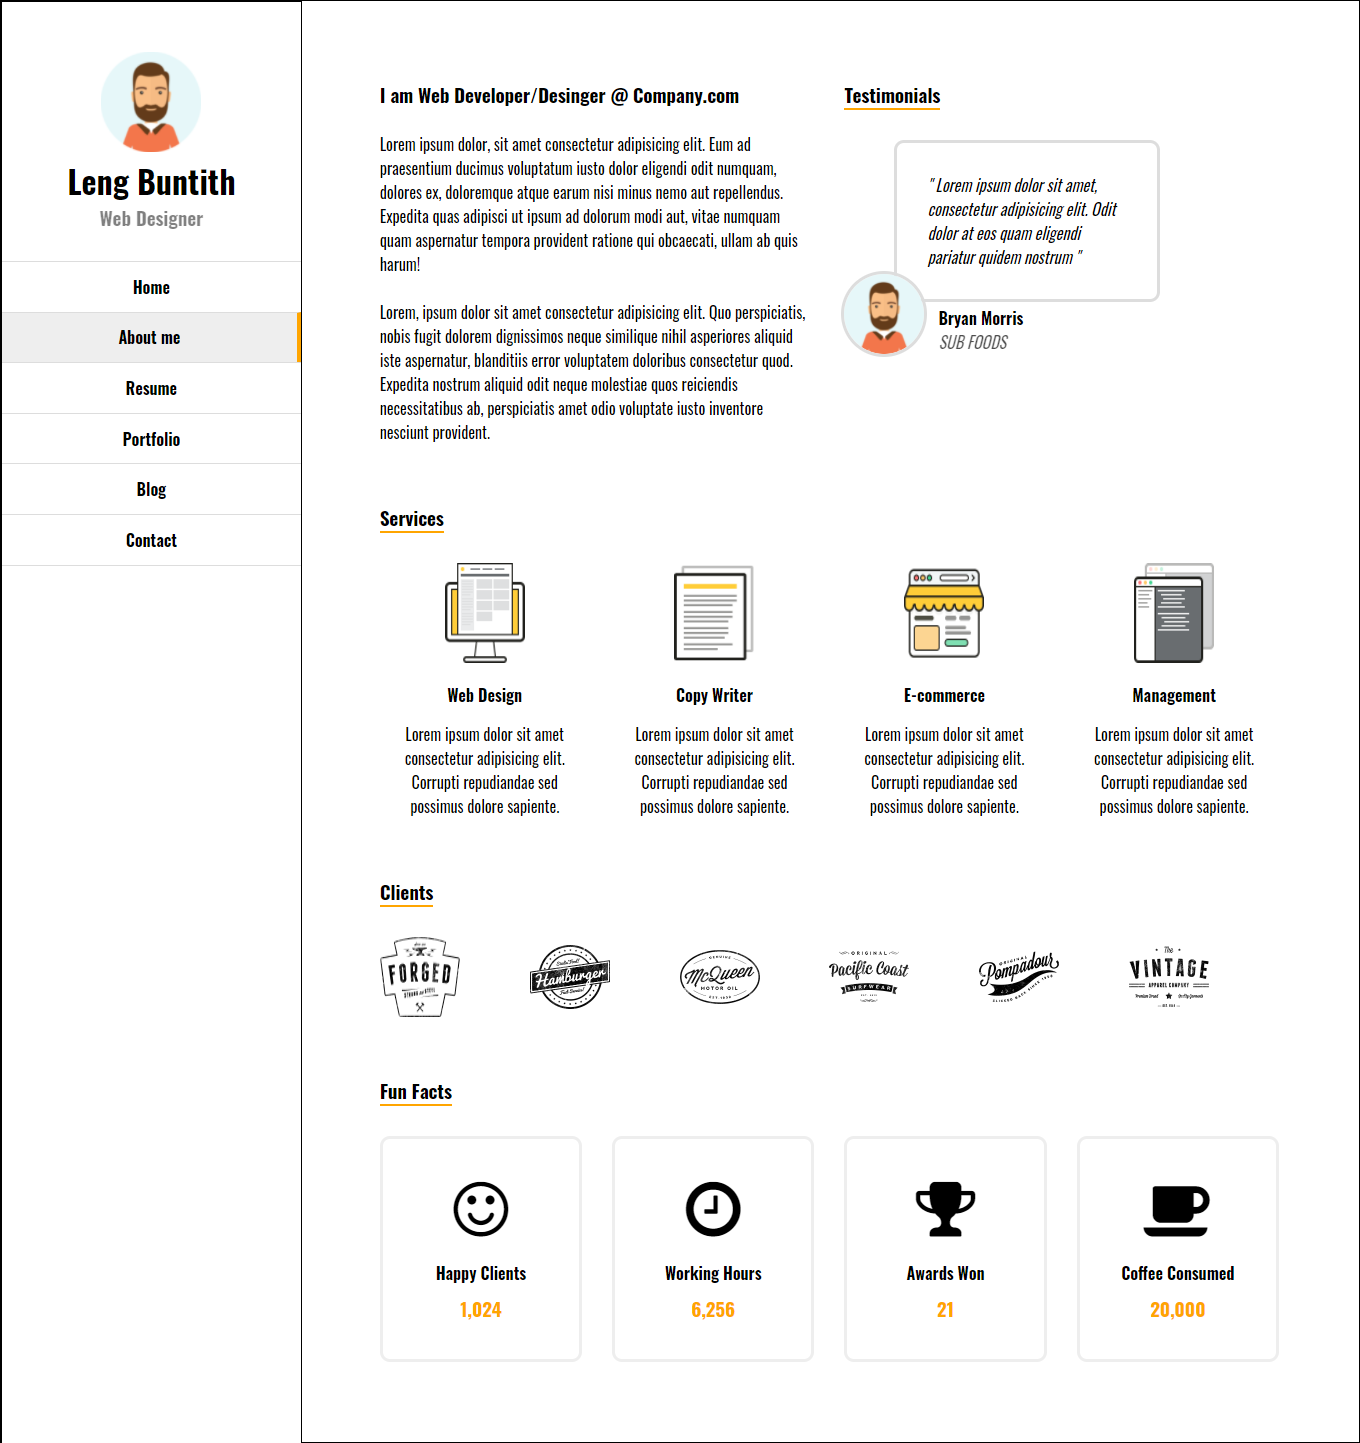 Leng Buntith
Web Designer
Home
About me
Resume
Portfolio
Blog
Contact
I am Web Developer/Desinger @ Company.com
Lorem ipsum dolor, sit amet consectetur adipisicing elit. Eum ad
praesentium ducimus voluptatum iusto dolor eligendi odit numquam,
dolores ex, doloremque atque earum nisi minus nemo aut repellendus.
Expedita quas adipisci ut ipsum ad dolorum modi aut, vitae numquam
quam aspernatur tempora provident ratione qui obcaecati, ullam ab quis
harum!
Lorem, ipsum dolor sit amet consectetur adipisicing elit. Quo perspiciatis,
nobis fugit dolorem dignissimos neque similique nihil asperiores aliquid
iste aspernatur, blanditiis error voluptatem doloribus consectetur quod.
Expedita nostrum aliquid odit neque molestiae quos reiciendis
necessitatibus ab, perspiciatis amet odio voluptate iusto inventore
nesciunt provident.
Testimonials
" Lorem ipsum dolor sit amet,
consectetur adipisicing elit. Odit
dolor at eos quam eligendi
pariatur quidem nostrum "
Bryan Morris
SUB FOODS
Services
Web Design
Lorem ipsum dolor sit amet
consectetur adipisicing elit.
Corrupti repudiandae sed
possimus dolore sapiente.
Copy Writer
Lorem ipsum dolor sit amet
consectetur adipisicing elit.
Corrupti repudiandae sed
possimus dolore sapiente.
E-commerce
Lorem ipsum dolor sit amet
consectetur adipisicing elit.
Corrupti repudiandae sed
possimus dolore sapiente.
Management
Lorem ipsum dolor sit amet
consectetur adipisicing elit.
Corrupti repudiandae sed
possimus dolore sapiente.
Clients
FORGED
Hamburger
GENUINE
McQueen
MOTOR OIL
ORIGINAL
Pacific Coast
SURFWEAR
ORIGINAL
Pompadour
The
VINTAGE
APPAREL COMPANY
Fun Facts
Happy Clients
1,024
Working Hours
6,256
Awards Won
21
Coffee Consumed
20,000